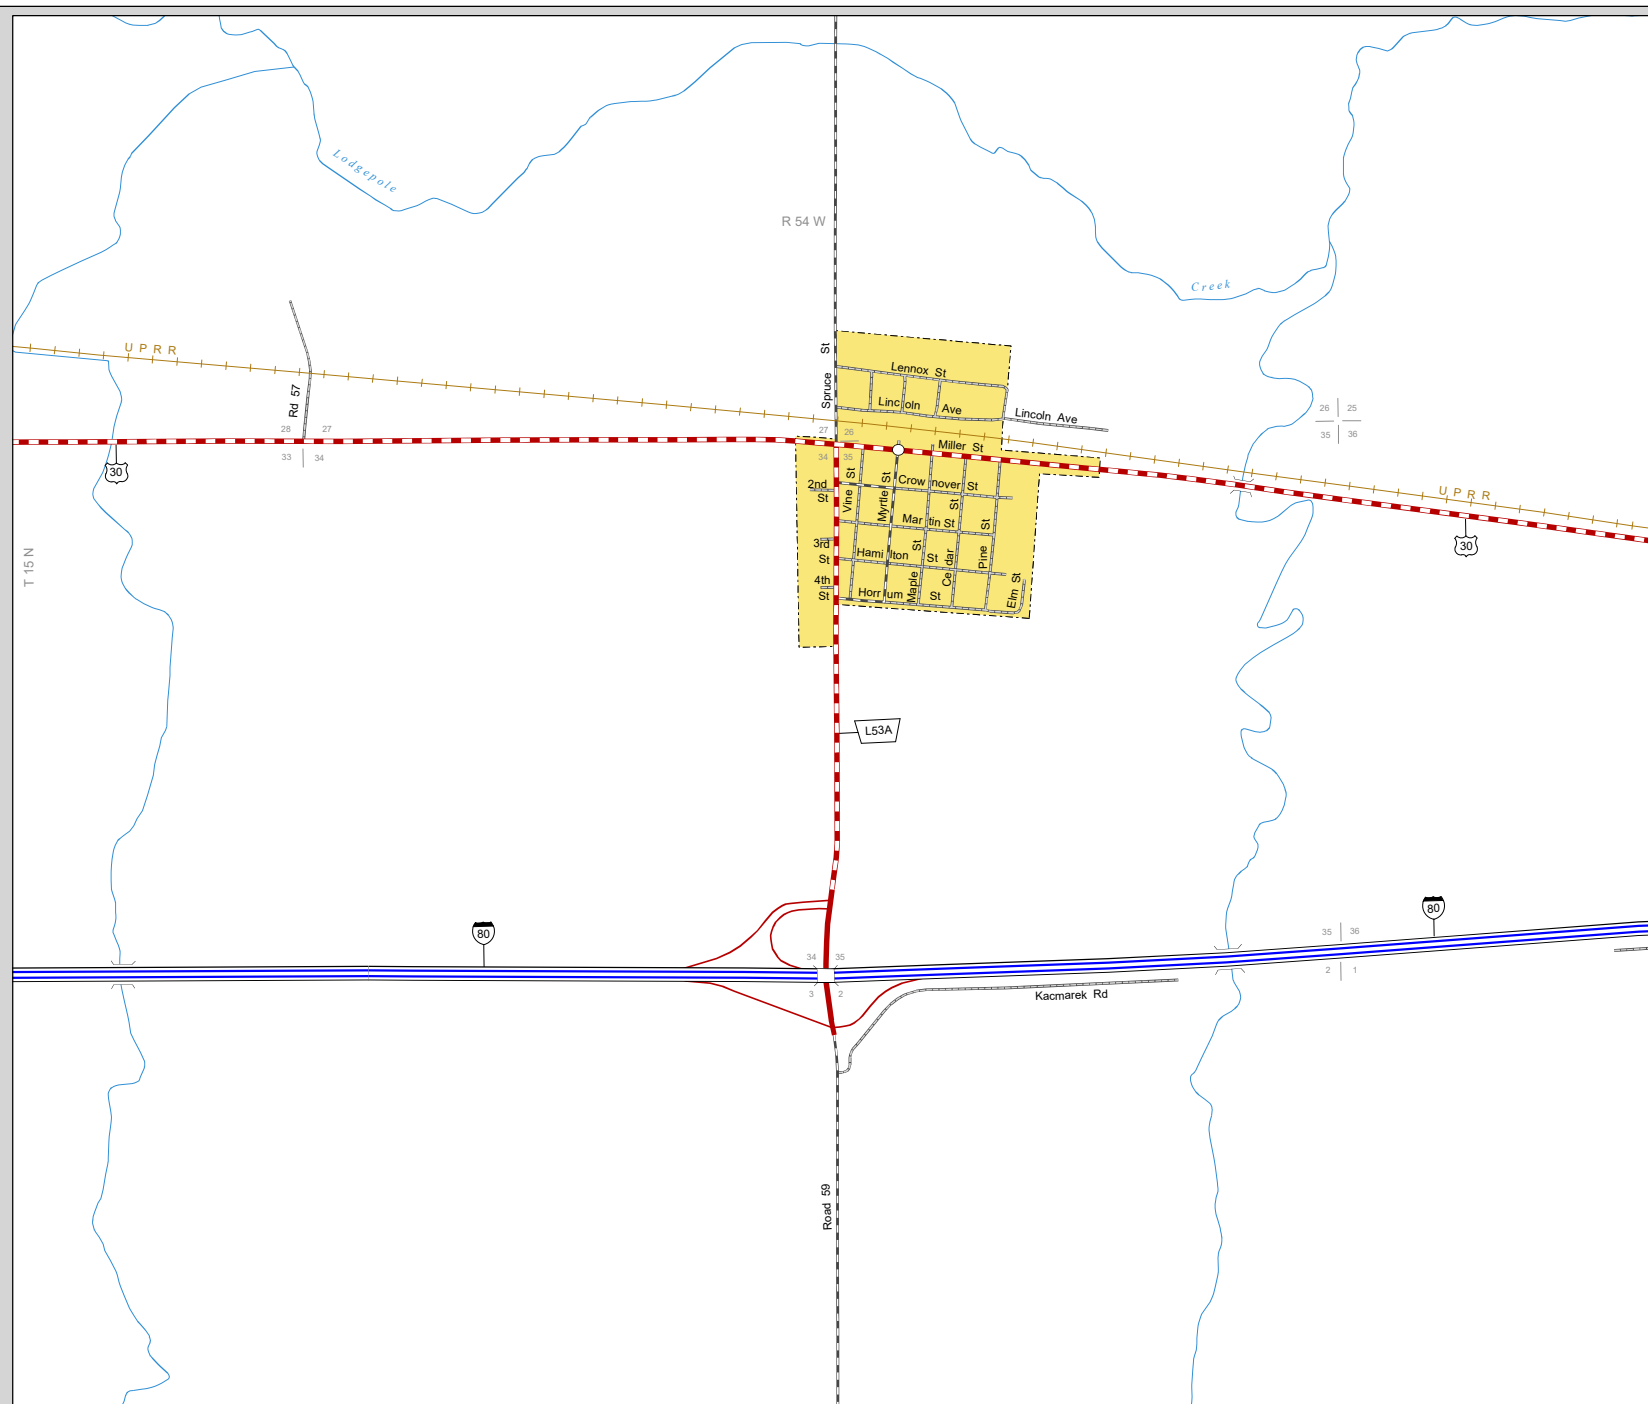 Lodgepole
R 54 W
Creek
UPRR
Rd 57
Spruce St
Lennox St
Lincoln Ave
Lincoln Ave
26 25
35 36
28 27
33 34
27 26
34 35
Miller St
30
2nd St
Vine St
Myrtle St
Crownover St
UPRR
30
Martin St
3rd St
Hamilton St
Maple St
Cedar St
Pine St
T 15 N
4th St
Horrum St
Elm St
L53A
80
80
35 36
2 1
34 35
3 2
Kacmarek Rd
Road 59